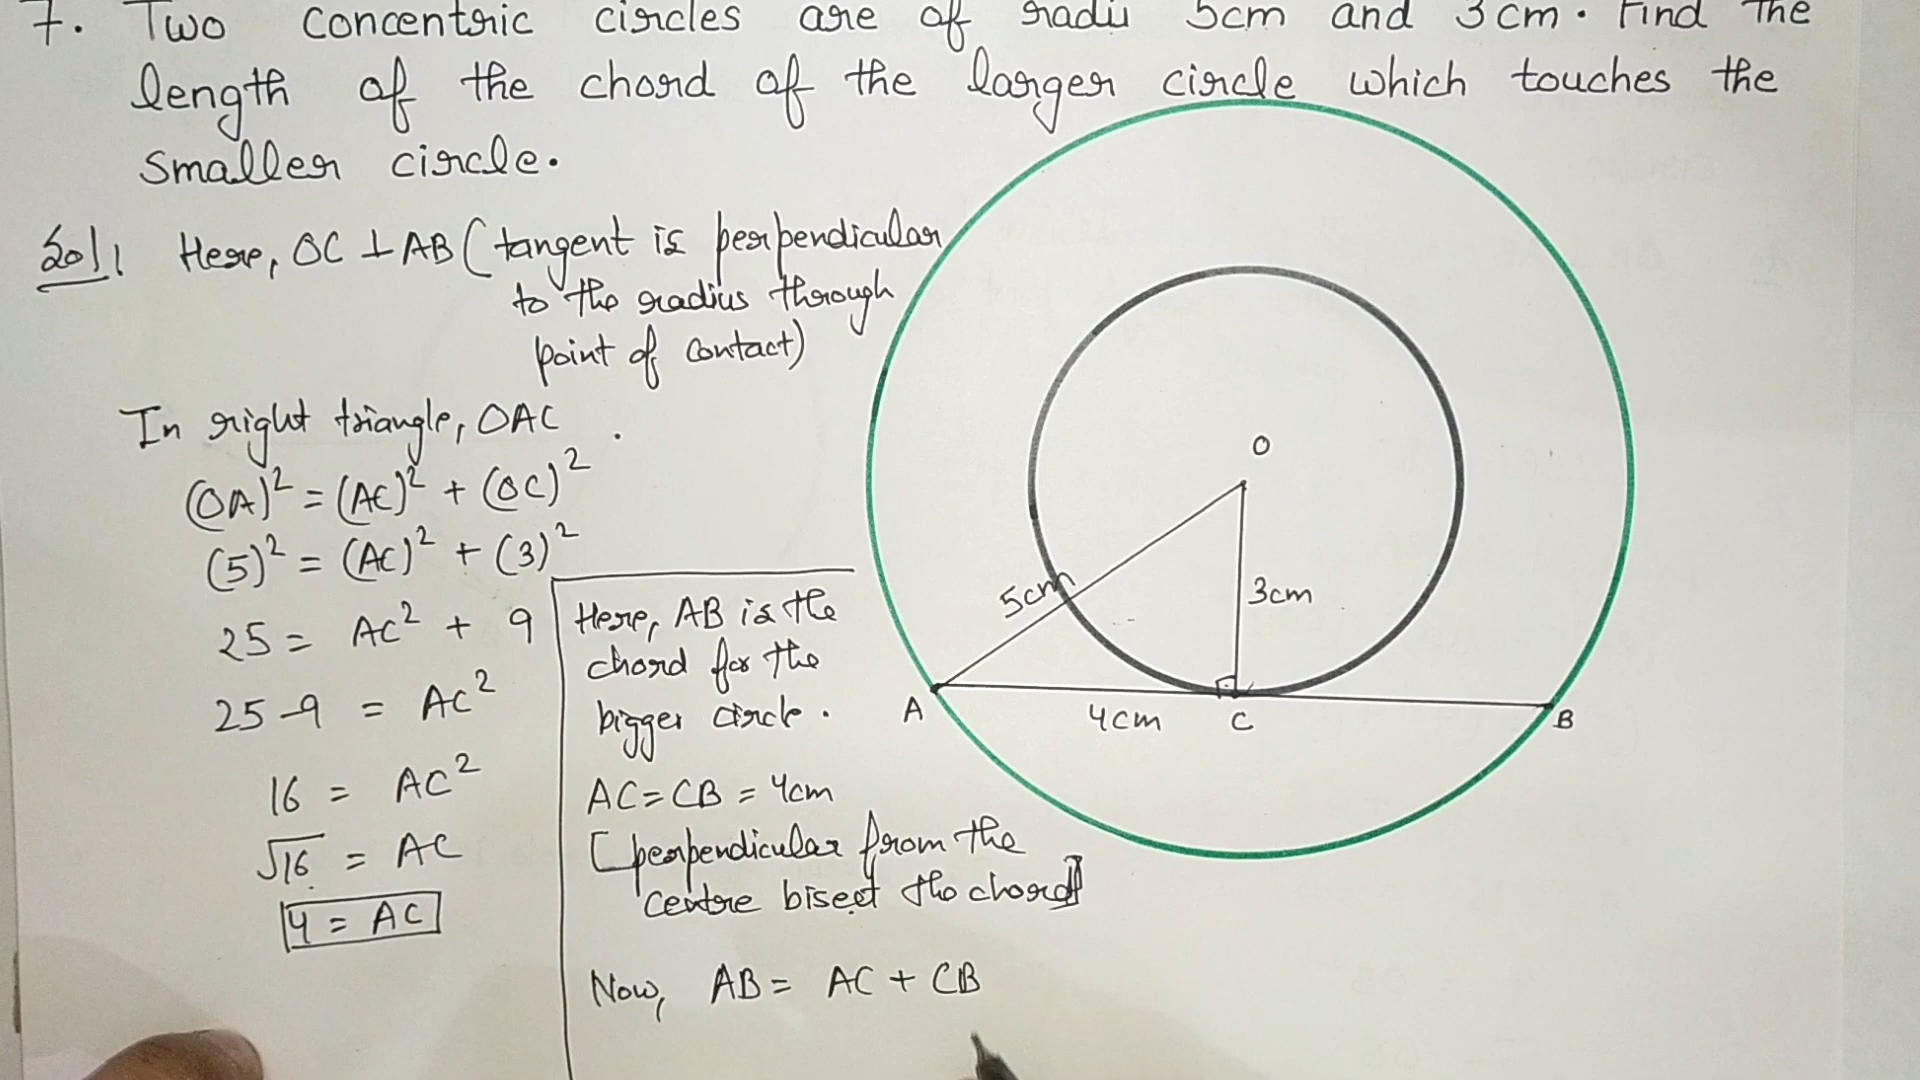 7. Two concentric circles are of radii 5cm and 3cm. Find the
length of the chord of the larger circle which touches the
smaller circle.
Sol. Here, OC ⊥ AB (tangent is perpendicular
to the radius through
point of contact)
In right triangle, OAC
(OA)² = (AC)² + (OC)²
(5)² = (AC)² + (3)²
25 = AC² + 9
25 - 9 = AC²
16 = AC²
√16 = AC
4 = AC
Here, AB is the
chord for the
bigger circle.
AC = CB = 4cm
[perpendicular from the
centre bisect the chord]
Now, AB = AC + CB
O
5cm
3cm
A
4cm
C
B